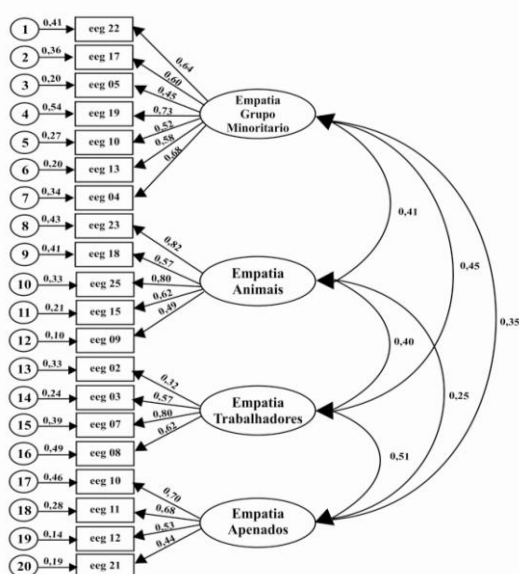 1 0,41 eeg 22
2 0,36 eeg 17
3 0,20 eeg 05
4 0,54 eeg 19
5 0,27 eeg 10
6 0,20 eeg 13
7 0,34 eeg 04
0,64
0,60
0,45
0,73
0,52
0,58
0,68
Empatia
Grupo
Minoritario
8 0,43 eeg 23
9 0,41 eeg 18
10 0,33 eeg 25
11 0,21 eeg 15
12 0,10 eeg 09
0,82
0,57
0,80
0,62
0,49
Empatia
Animais
13 0,33 eeg 02
14 0,24 eeg 03
15 0,39 eeg 07
16 0,49 eeg 08
0,32
0,57
0,80
0,62
Empatia
Trabalhadores
17 0,46 eeg 10
18 0,28 eeg 11
19 0,14 eeg 12
20 0,19 eeg 21
0,70
0,68
0,53
0,44
Empatia
Apenados
0,41
0,45
0,35
0,40
0,25
0,51